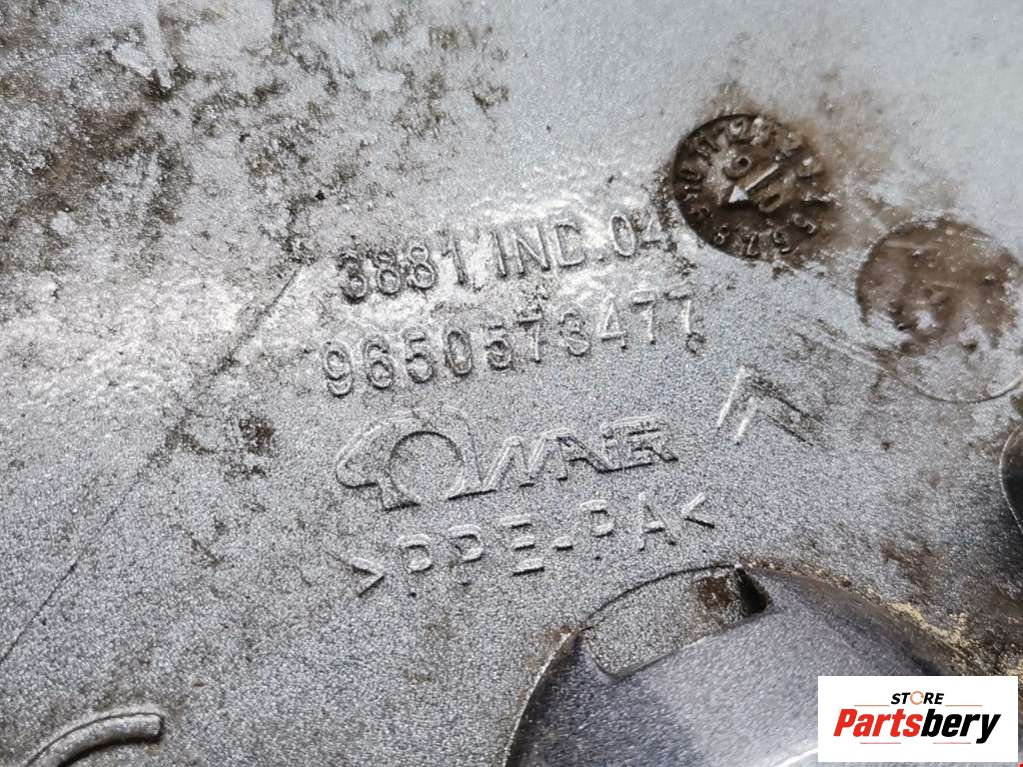 3881 IND.04
9650573477
MAIER
>PPE-PA<
STORE
Partsbery